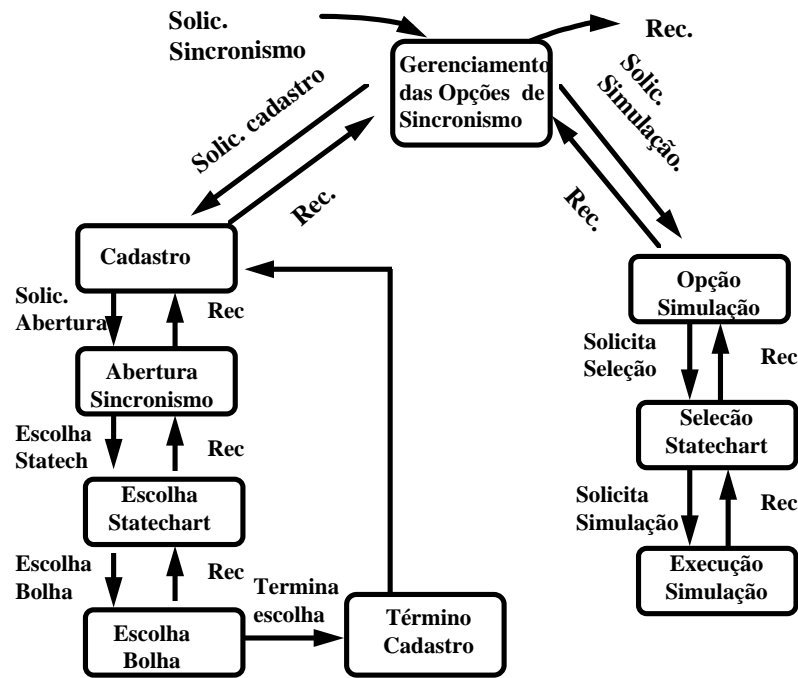 Solic.
Sincronismo
Rec.
Gerenciamento
das Opções de
Sincronismo
Solic.
Simulação.
Solic. cadastro
Rec.
Rec.
Cadastro
Opção
Simulação
Solic.
Abertura
Rec
Solicita
Seleção
Rec
Abertura
Sincronismo
Selecão
Statechart
Escolha
Statech
Rec
Escolha
Statechart
Solicita
Simulação
Rec
Execução
Simulação
Escolha
Bolha
Rec
Termina
escolha
Escolha
Bolha
Término
Cadastro